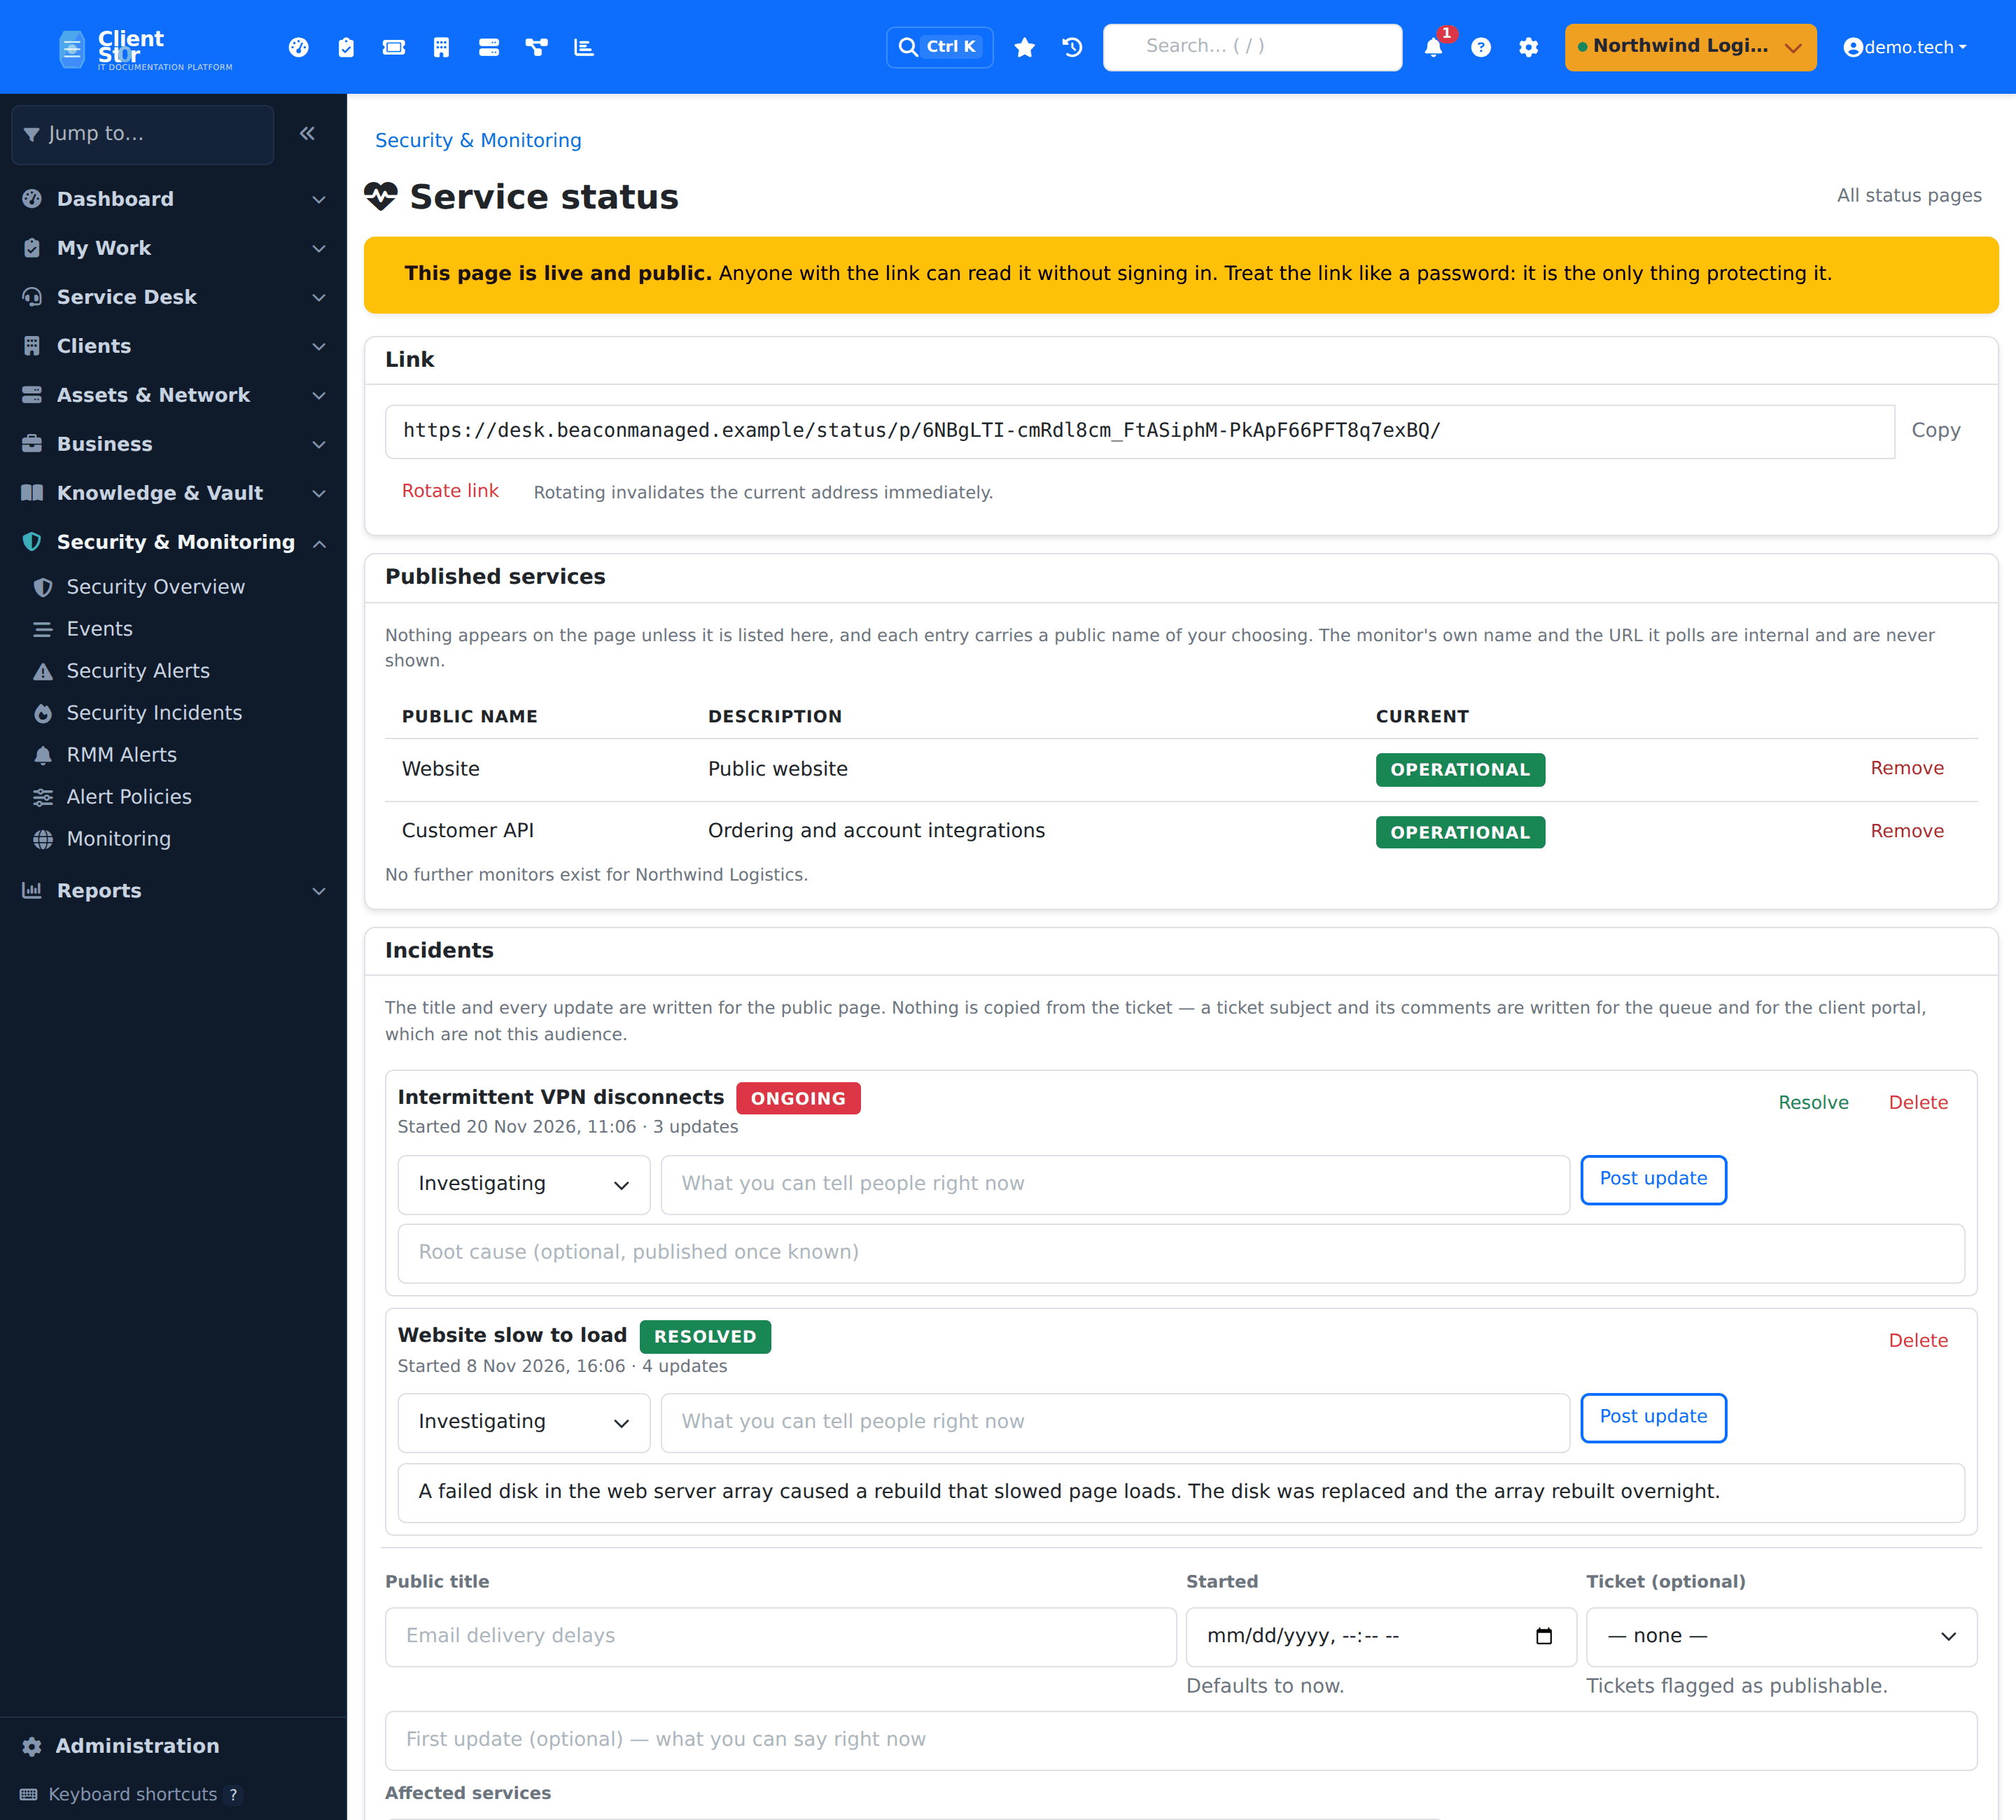 Client
St0r
IT DOCUMENTATION PLATFORM
Ctrl K
Search... ( / )
1
Northwind Logi...
demo.tech
Jump to...
Dashboard
My Work
Service Desk
Clients
Assets & Network
Business
Knowledge & Vault
Security & Monitoring
Security Overview
Events
Security Alerts
Security Incidents
RMM Alerts
Alert Policies
Monitoring
Reports
Administration
Keyboard shortcuts ?
Security & Monitoring
Service status
All status pages
This page is live and public. Anyone with the link can read it without signing in. Treat the link like a password: it is the only thing protecting it.
Link
https://desk.beaconmanaged.example/status/p/6NBgLTI-cmRdl8cm_FtASiphM-PkApF66PFT8q7exBQ/
Copy
Rotate link
Rotating invalidates the current address immediately.
Published services
Nothing appears on the page unless it is listed here, and each entry carries a public name of your choosing. The monitor's own name and the URL it polls are internal and are never
shown.
PUBLIC NAME DESCRIPTION CURRENT
Website Public website OPERATIONAL Remove
Customer API Ordering and account integrations OPERATIONAL Remove
No further monitors exist for Northwind Logistics.
Incidents
The title and every update are written for the public page. Nothing is copied from the ticket — a ticket subject and its comments are written for the queue and for the client portal,
which are not this audience.
Intermittent VPN disconnects ONGOING
Resolve Delete
Started 20 Nov 2026, 11:06 · 3 updates
Investigating What you can tell people right now Post update
Root cause (optional, published once known)
Website slow to load RESOLVED
Delete
Started 8 Nov 2026, 16:06 · 4 updates
Investigating What you can tell people right now Post update
A failed disk in the web server array caused a rebuild that slowed page loads. The disk was replaced and the array rebuilt overnight.
Public title Started Ticket (optional)
Email delivery delays mm/dd/yyyy, --:-- -- — none —
Defaults to now. Tickets flagged as publishable.
First update (optional) — what you can say right now
Affected services